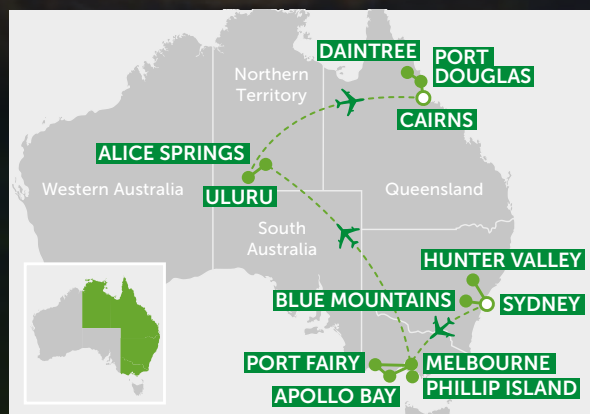 DAINTREE
PORT
DOUGLAS
Northern
Territory
CAIRNS
ALICE SPRINGS
Western Australia
ULURU
Queensland
South
Australia
HUNTER VALLEY
BLUE MOUNTAINS
SYDNEY
PORT FAIRY
MELBOURNE
APOLLO BAY
PHILLIP ISLAND